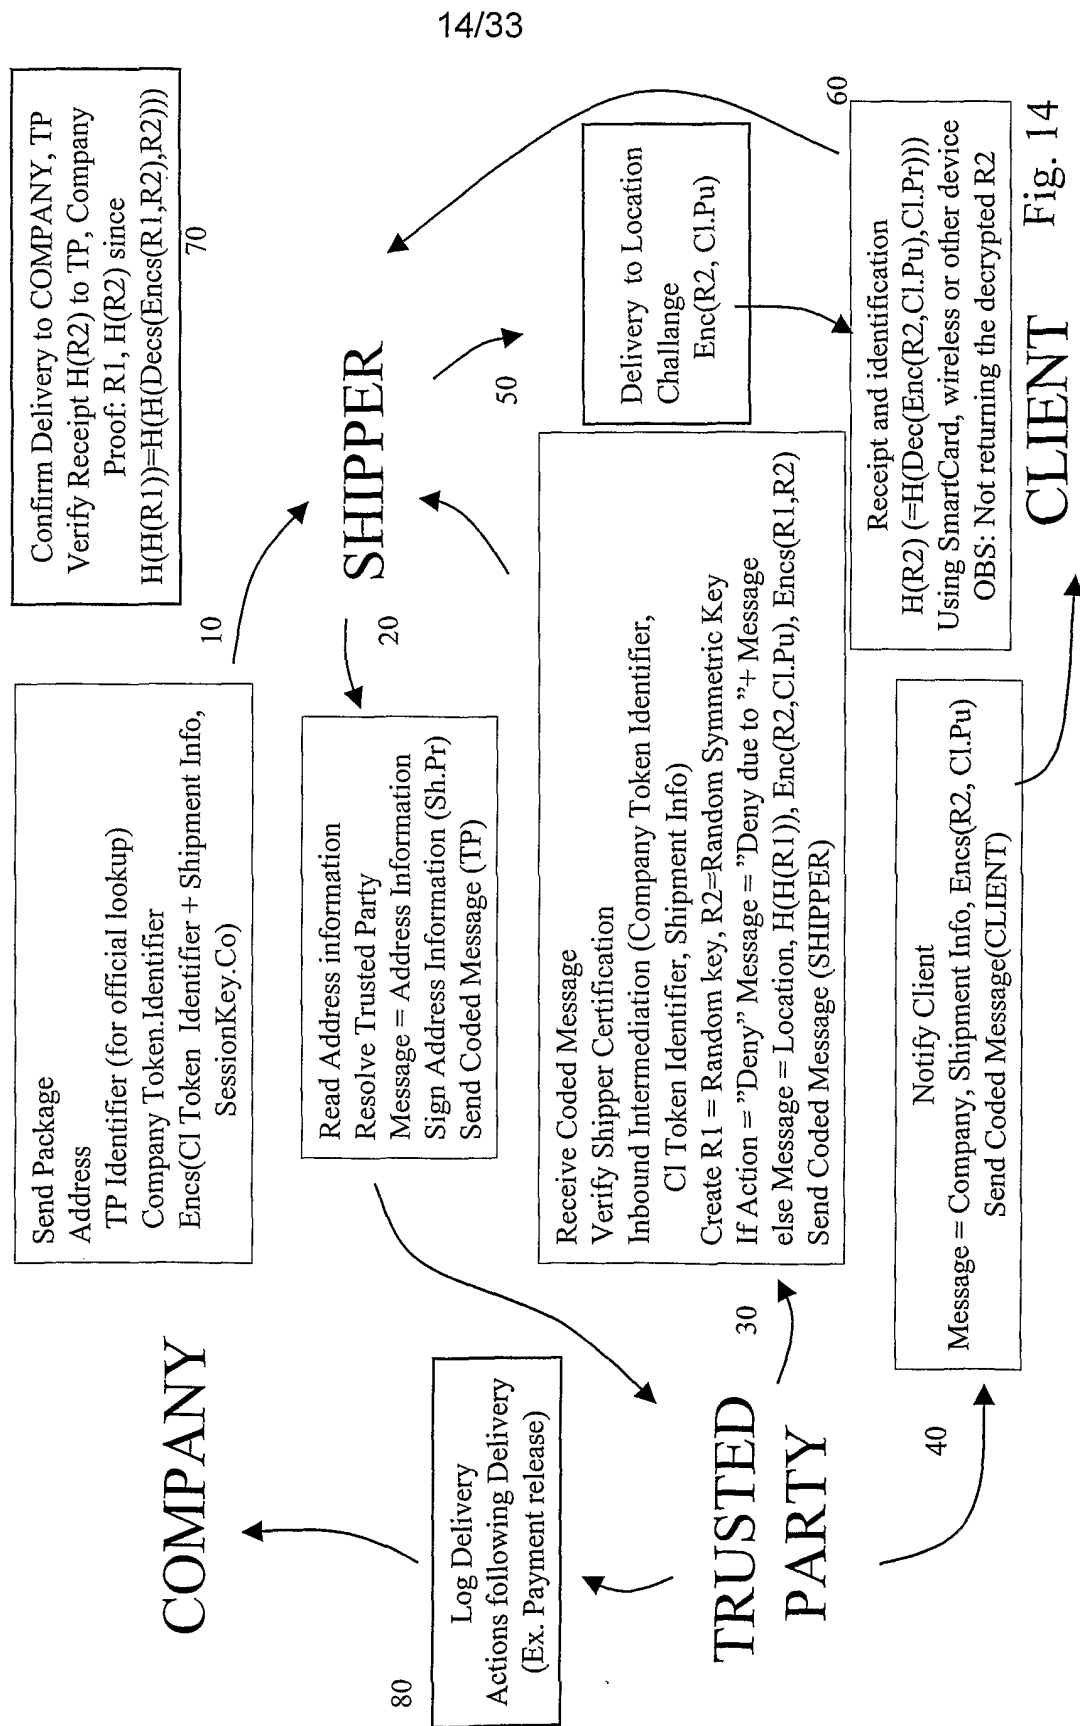 14/33
COMPANY
Send Package
Address
TP Identifier (for official lookup)
Company Token.Identifier
Encs(Cl Token Identifier + Shipment Info,
SessionKey.Co)
10
Confirm Delivery to COMPANY, TP
Verify Receipt H(R2) to TP, Company
Proof: R1, H(R2) since
H(H(R1))=H(H(Decs(Encs(R1,R2),R2)))
70
SHIPPER
20
Read Address information
Resolve Trusted Party
Message = Address Information
Sign Address Information (Sh.Pr)
Send Coded Message (TP)
80
Log Delivery
Actions following Delivery
(Ex. Payment release)
50
Delivery to Location
Challange
Enc(R2, Cl.Pu)
60
Receive Coded Message
Verify Shipper Certification
Inbound Intermediation (Company Token Identifier,
Cl Token Identifier, Shipment Info)
Create R1 = Random key, R2=Random Symmetric Key
If Action = "Deny" Message = "Deny due to "+ Message
else Message = Location, H(H(R1)), Enc(R2,Cl.Pu), Encs(R1,R2)
Send Coded Message (SHIPPER)
30
TRUSTED
PARTY
40
Notify Client
Message = Company, Shipment Info, Encs(R2, Cl.Pu)
Send Coded Message(CLIENT)
Receipt and identification
H(R2) (=H(Dec(Enc(R2,Cl.Pu),Cl.Pr)))
Using SmartCard, wireless or other device
OBS: Not returning the decrypted R2
CLIENT
Fig. 14